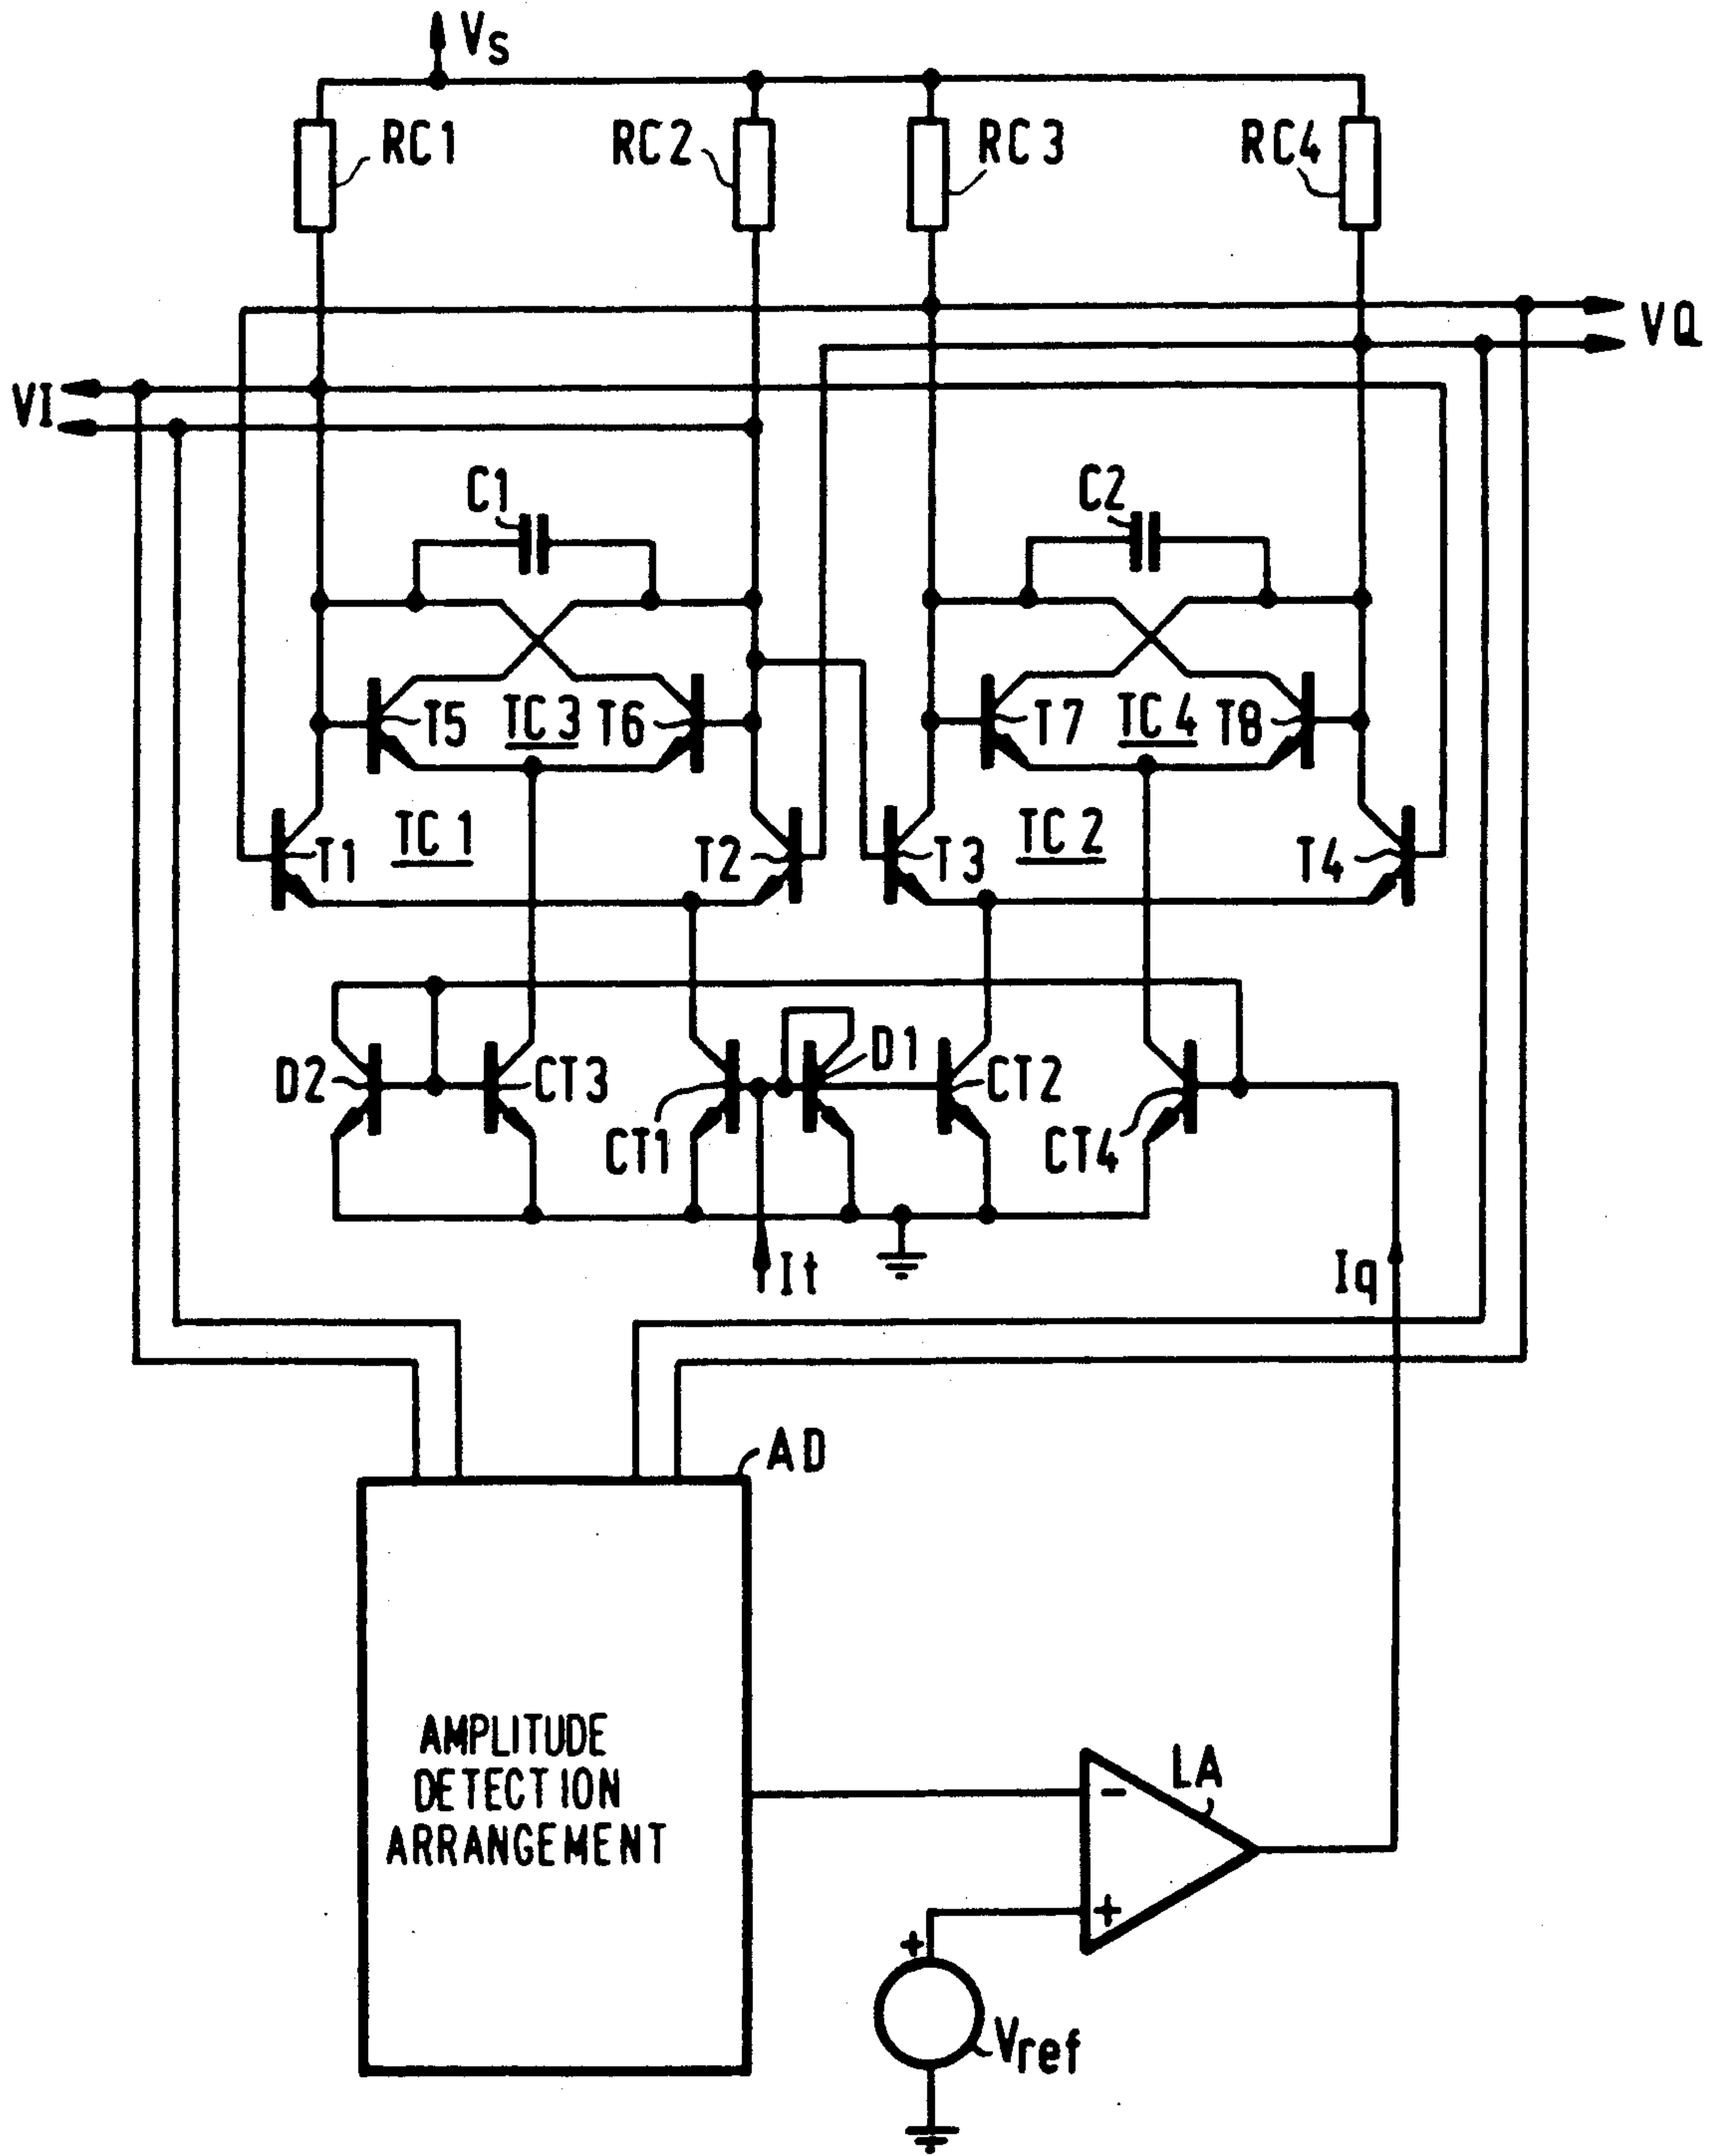 Vs
RC1
RC2
RC3
RC4
VQ
VI
C1
C2
T5
TC3
T6
T7
TC4
T8
T1
TC1
T2
T3
TC2
T4
D2
CT3
CT1
D1
CT2
CT4
It
Iq
AD
AMPLITUDE
DETECTION
ARRANGEMENT
LA
-
+
+
Vref